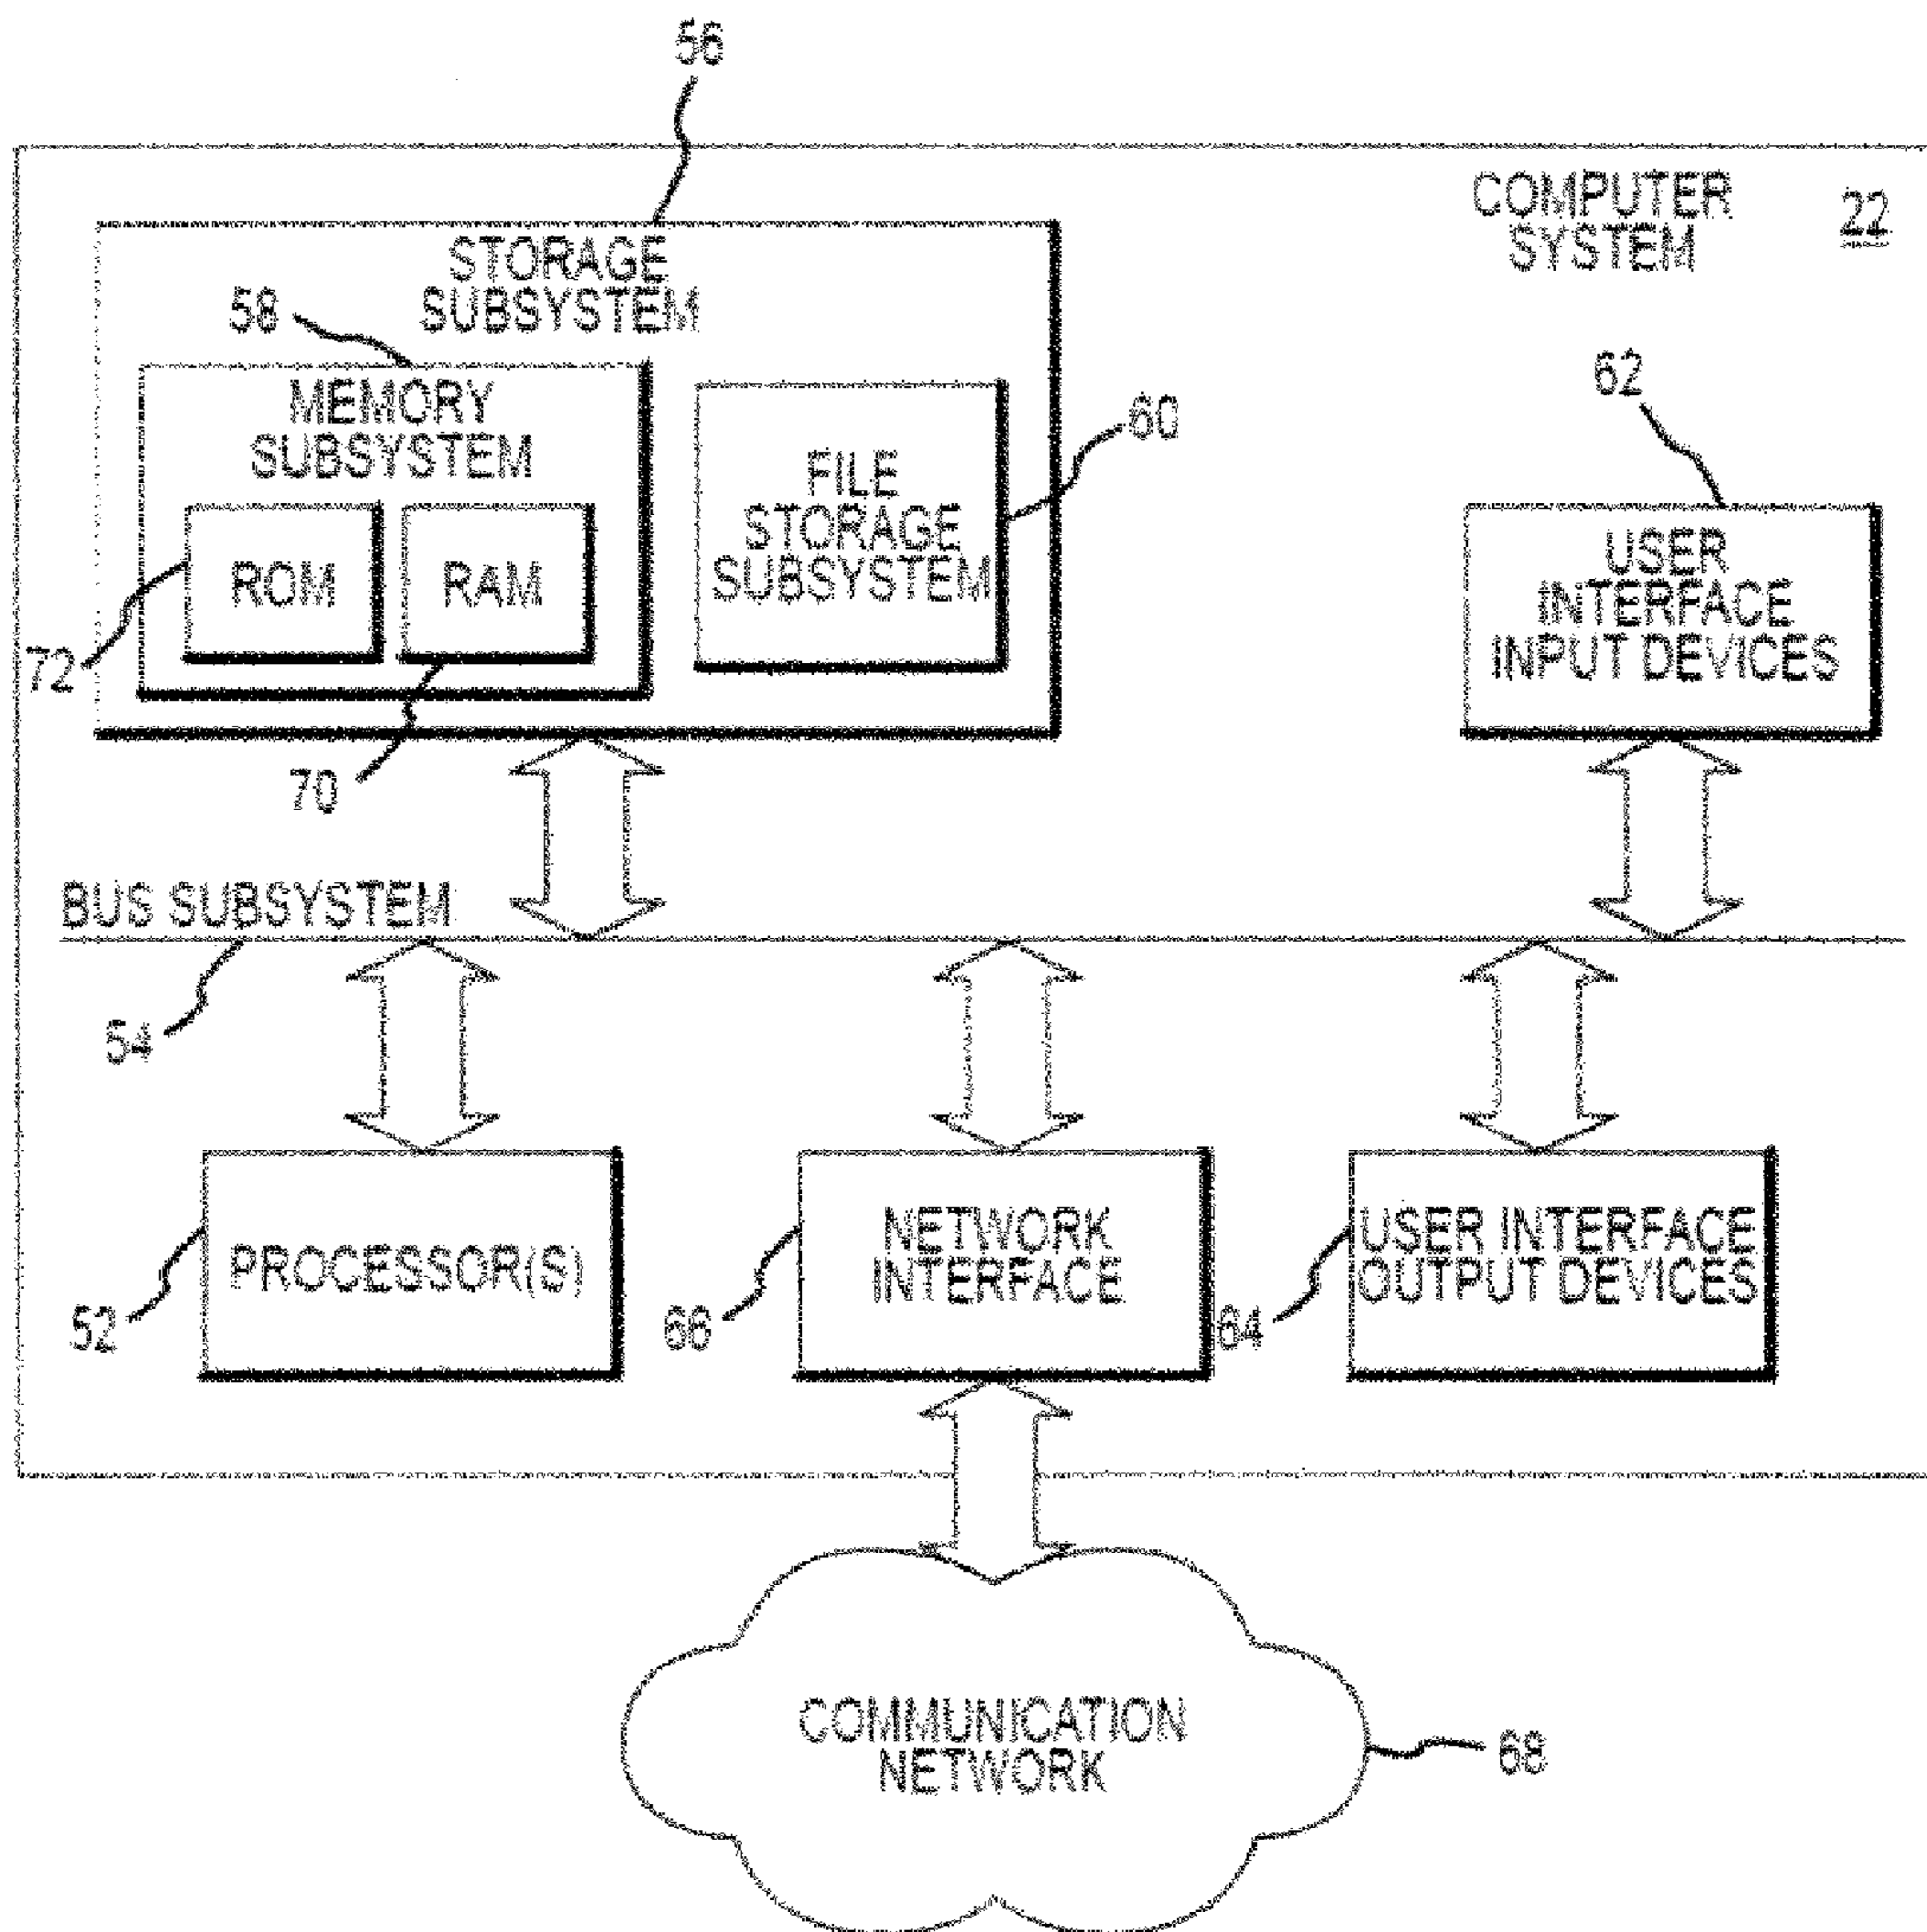 56
COMPUTER
SYSTEM
22
STORAGE
SUBSYSTEM
58
MEMORY
SUBSYSTEM
62
60
FILE
STORAGE
SUBSYSTEM
ROM
RAM
USER
INTERFACE
INPUT DEVICES
72
70
BUS SUBSYSTEM
54
PROCESSOR(S)
NETWORK
INTERFACE
USER INTERFACE
OUTPUT DEVICES
52
66
64
COMMUNICATION
NETWORK
68